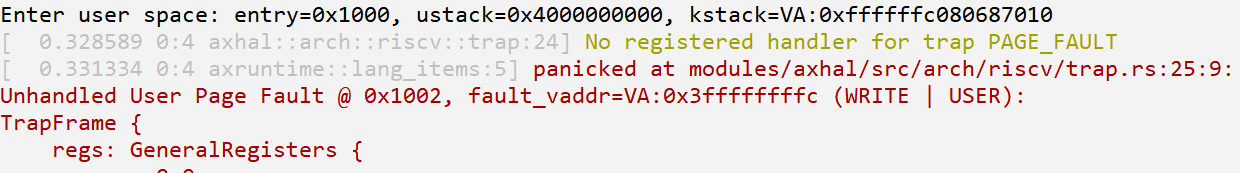 Enter user space: entry=0x1000, ustack=0x4000000000, kstack=VA:0xffffffc080687010
[  0.328589 0:4 axhal::arch::riscv::trap:24] No registered handler for trap PAGE_FAULT
[  0.331334 0:4 axruntime::lang_items:5] panicked at modules/axhal/src/arch/riscv/trap.rs:25:9:
Unhandled User Page Fault @ 0x1002, fault_vaddr=VA:0x3ffffffffc (WRITE | USER):
TrapFrame {
    regs: GeneralRegisters {